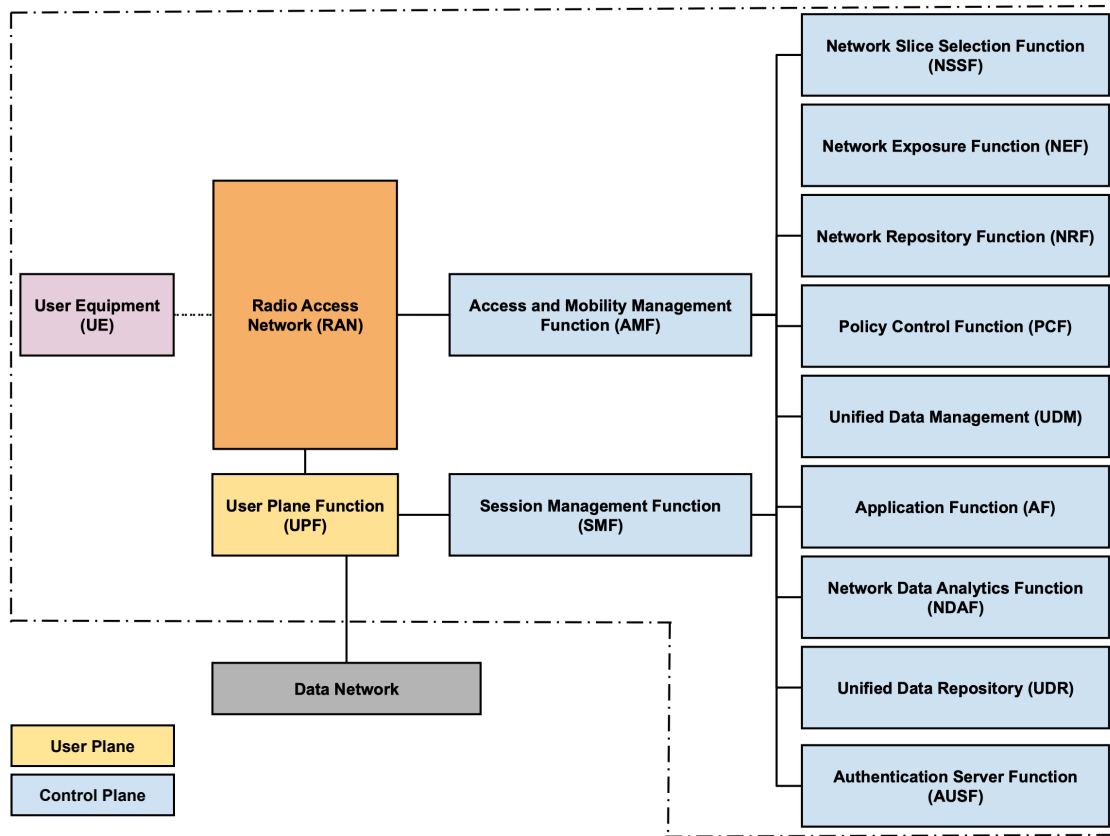 Network Slice Selection Function
(NSSF)
Network Exposure Function (NEF)
Network Repository Function (NRF)
User Equipment
(UE)
Radio Access
Network (RAN)
Access and Mobility Management
Function (AMF)
Policy Control Function (PCF)
Unified Data Management (UDM)
User Plane Function
(UPF)
Session Management Function
(SMF)
Application Function (AF)
Network Data Analytics Function
(NDAF)
Data Network
Unified Data Repository (UDR)
User Plane
Control Plane
Authentication Server Function
(AUSF)